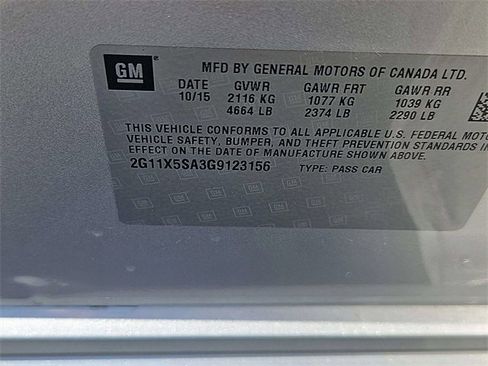 GM
MFD BY GENERAL MOTORS OF CANADA LTD.
DATE GVWR GAWR FRT GAWR RR
10/15 2116 KG 1077 KG 1039 KG
4664 LB 2374 LB 2290 LB
THIS VEHICLE CONFORMS TO ALL APPLICABLE U.S. FEDERAL MOTOR
VEHICLE SAFETY, BUMPER, AND THEFT PREVENTION STANDARDS IN
EFFECT ON THE DATE OF MANUFACTURE SHOWN ABOVE.
2G11X5SA3G9123156 TYPE: PASS CAR